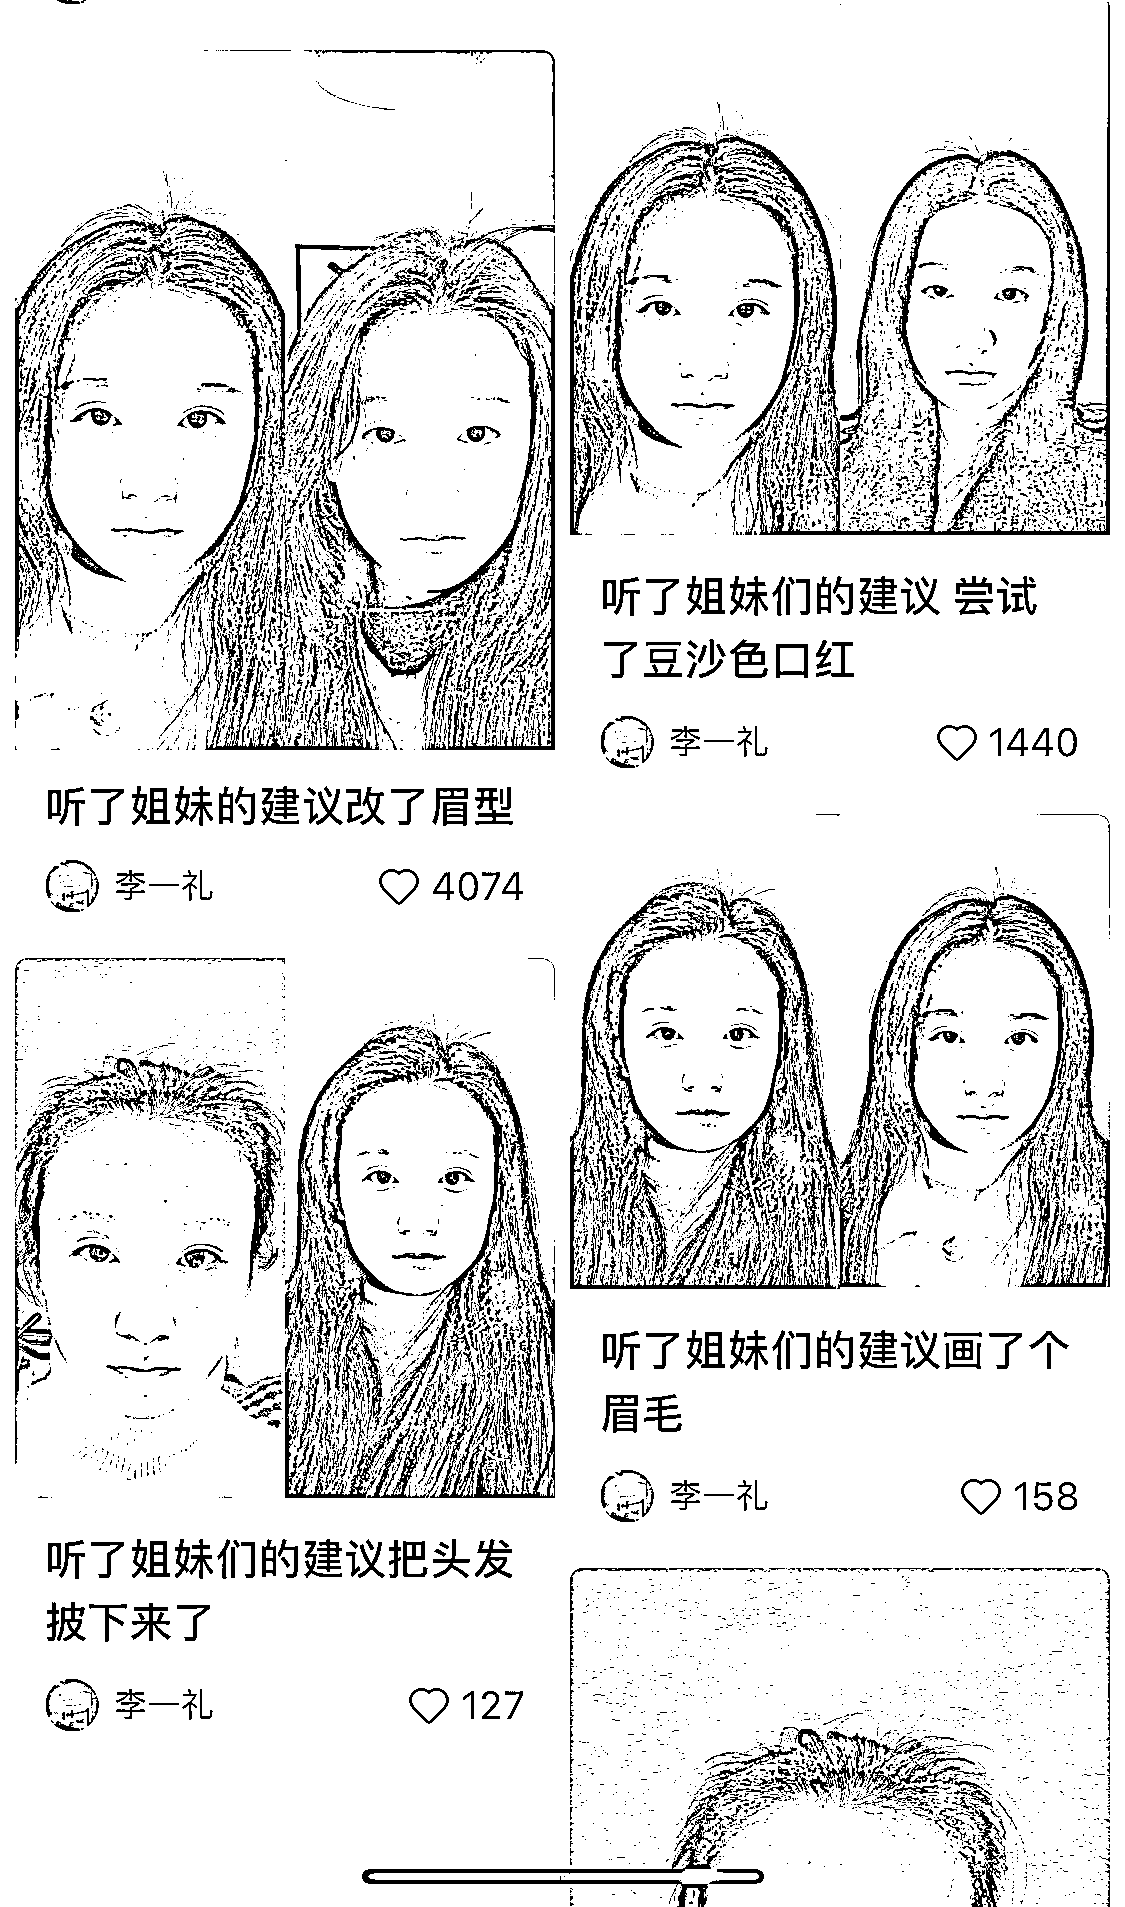 听了姐妹们的建议 尝试
了豆沙色口红
李一礼
1440
听了姐妹的建议改了眉型
李一礼
4074
听了姐妹们的建议画了个
眉毛
李一礼
158
听了姐妹们的建议把头发
披下来了
李一礼
127